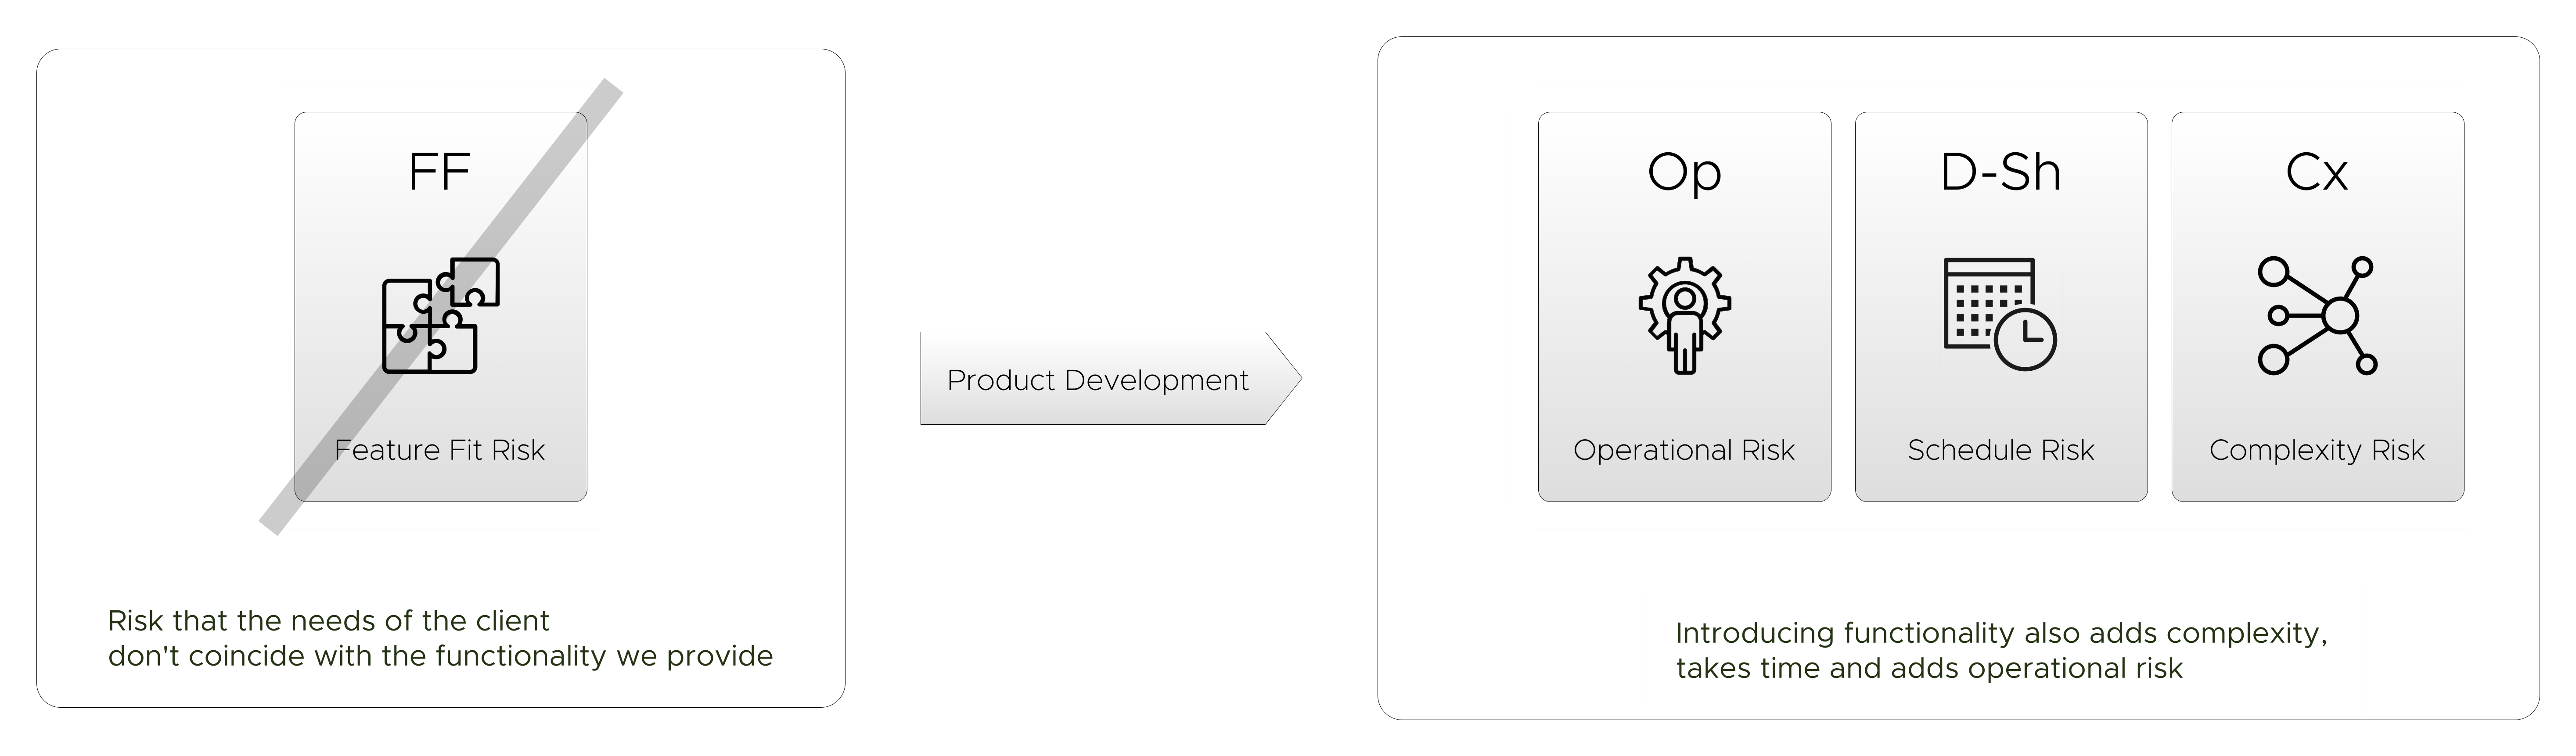 FF
Feature Fit Risk
Risk that the needs of the client
don't coincide with the functionality we provide
Product Development
Op
Operational Risk
D-Sh
Schedule Risk
Cx
Complexity Risk
Introducing functionality also adds complexity,
takes time and adds operational risk